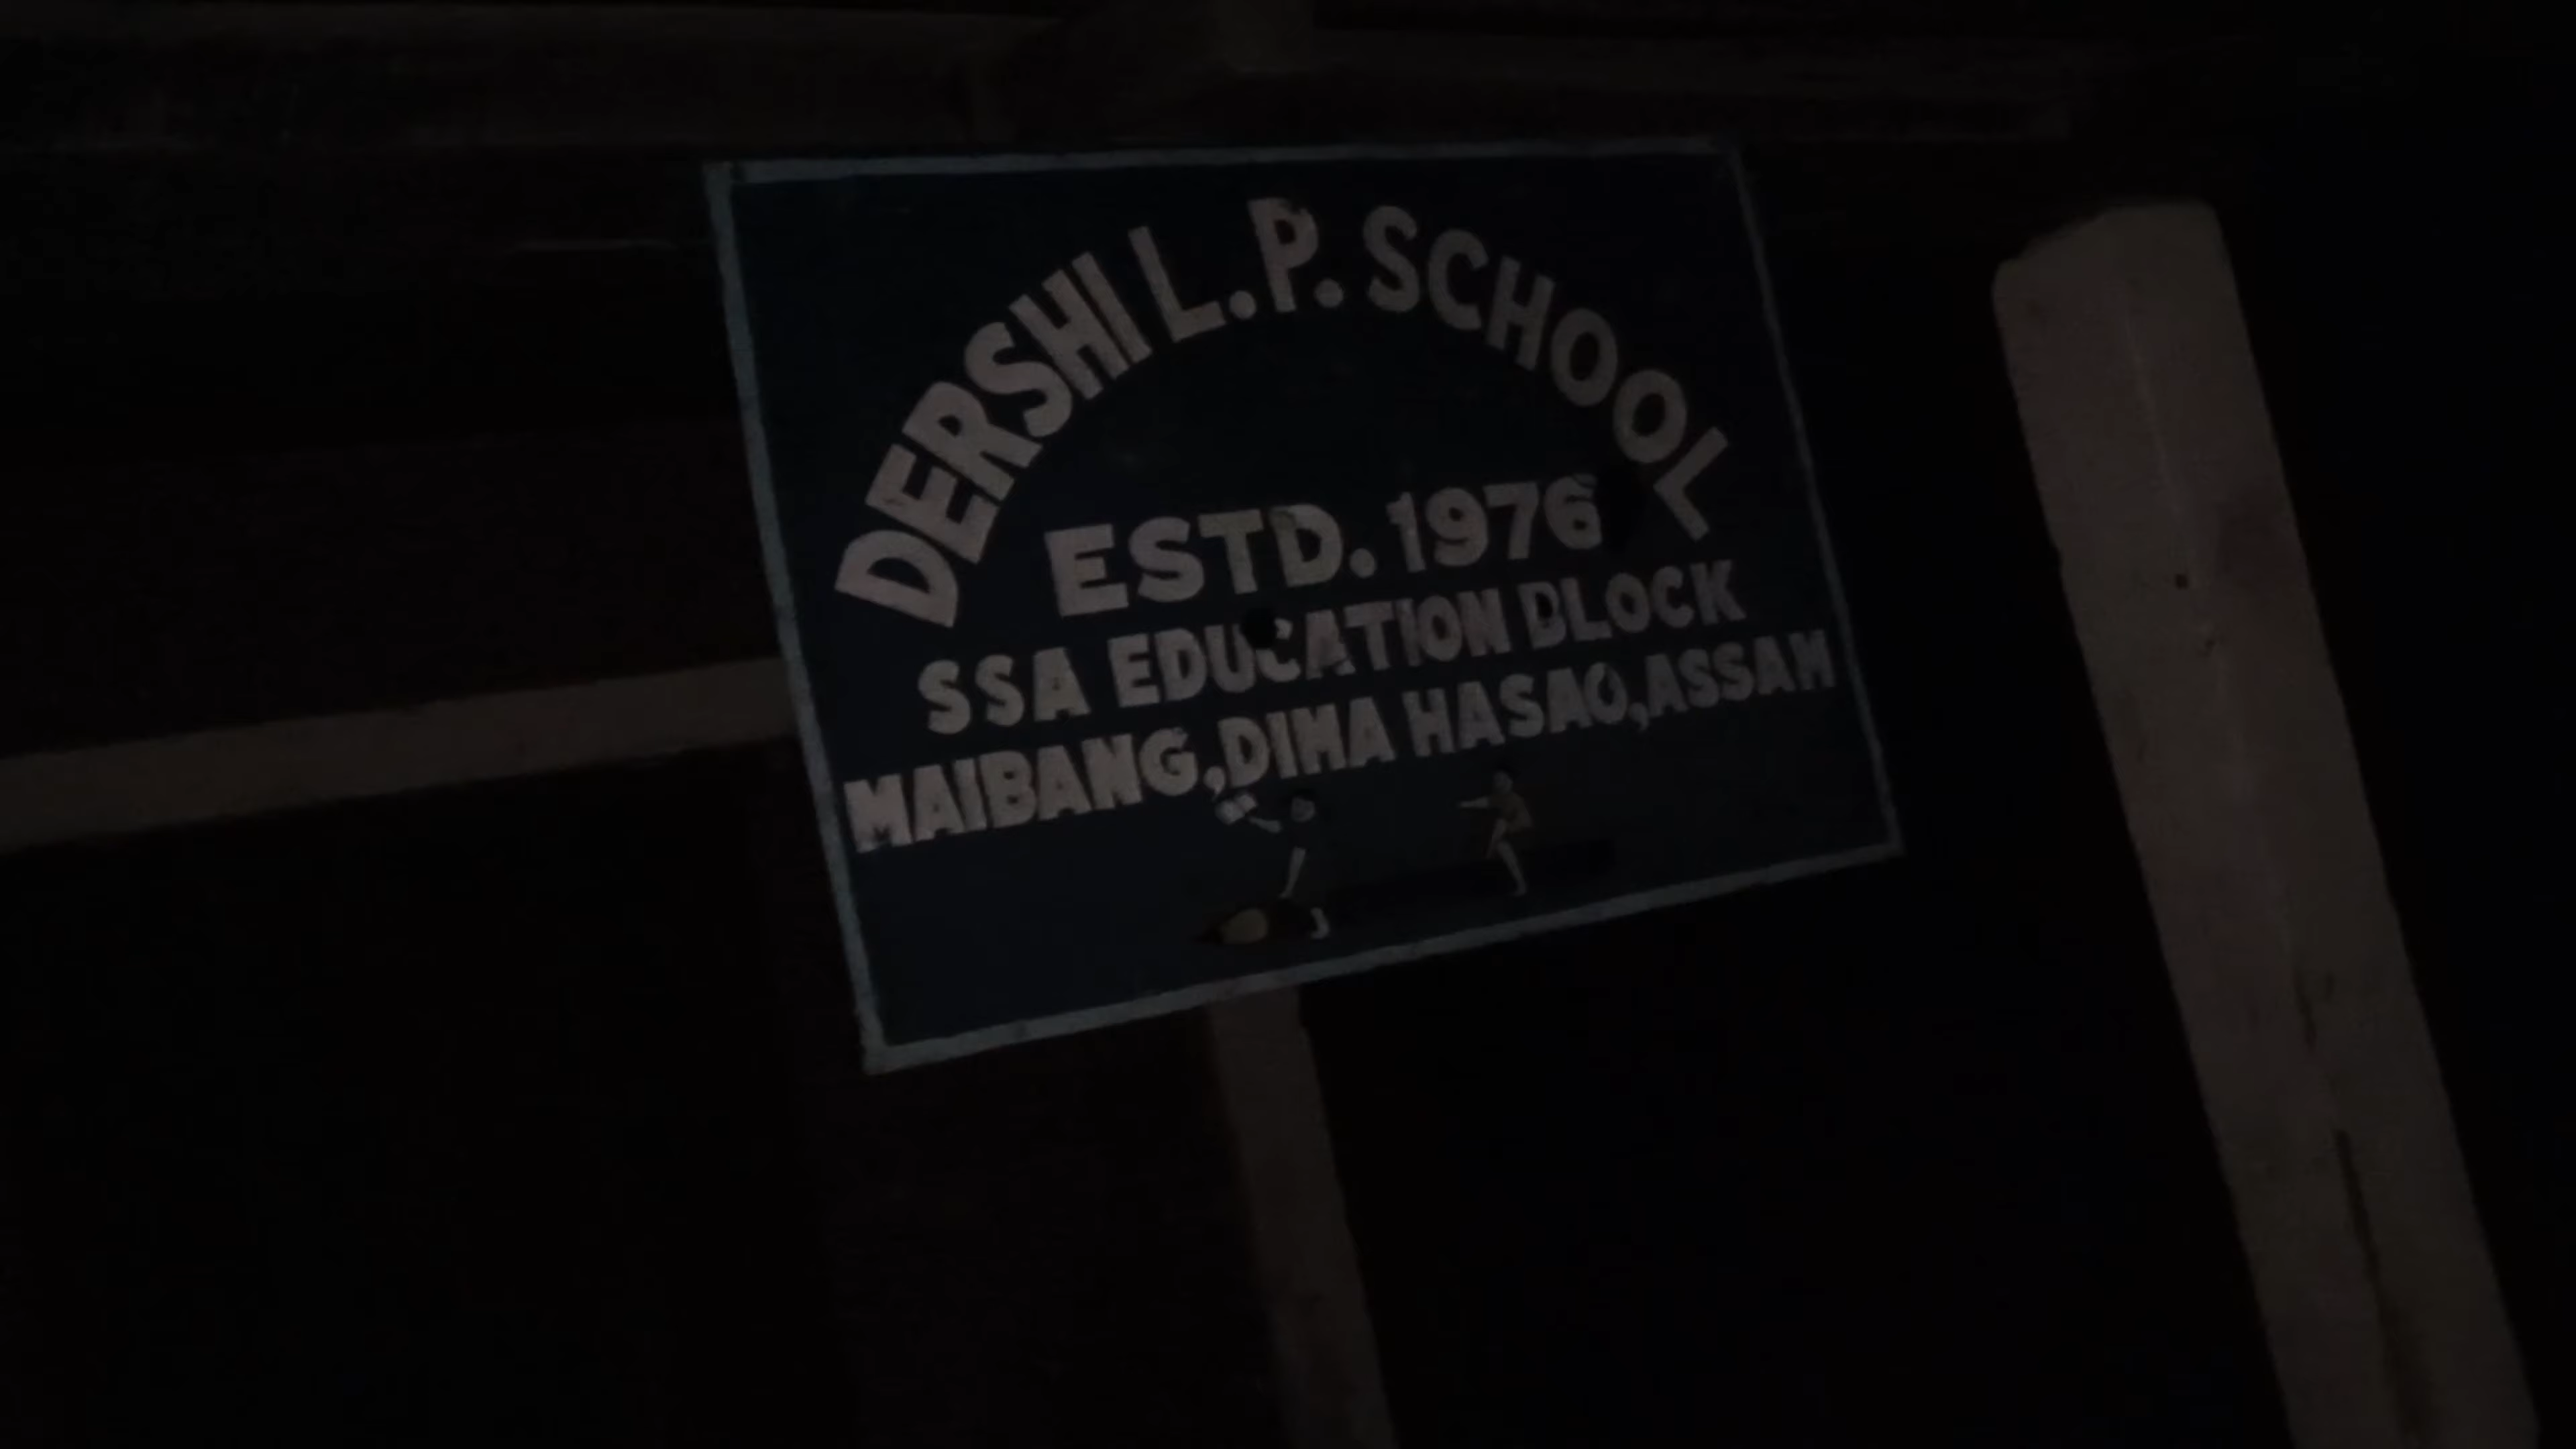 DERSHI L.P. SCHOOL
ESTD. 1976
SSA EDUCATION BLOCK
MAIBANG,DIMA HASAO,ASSAM